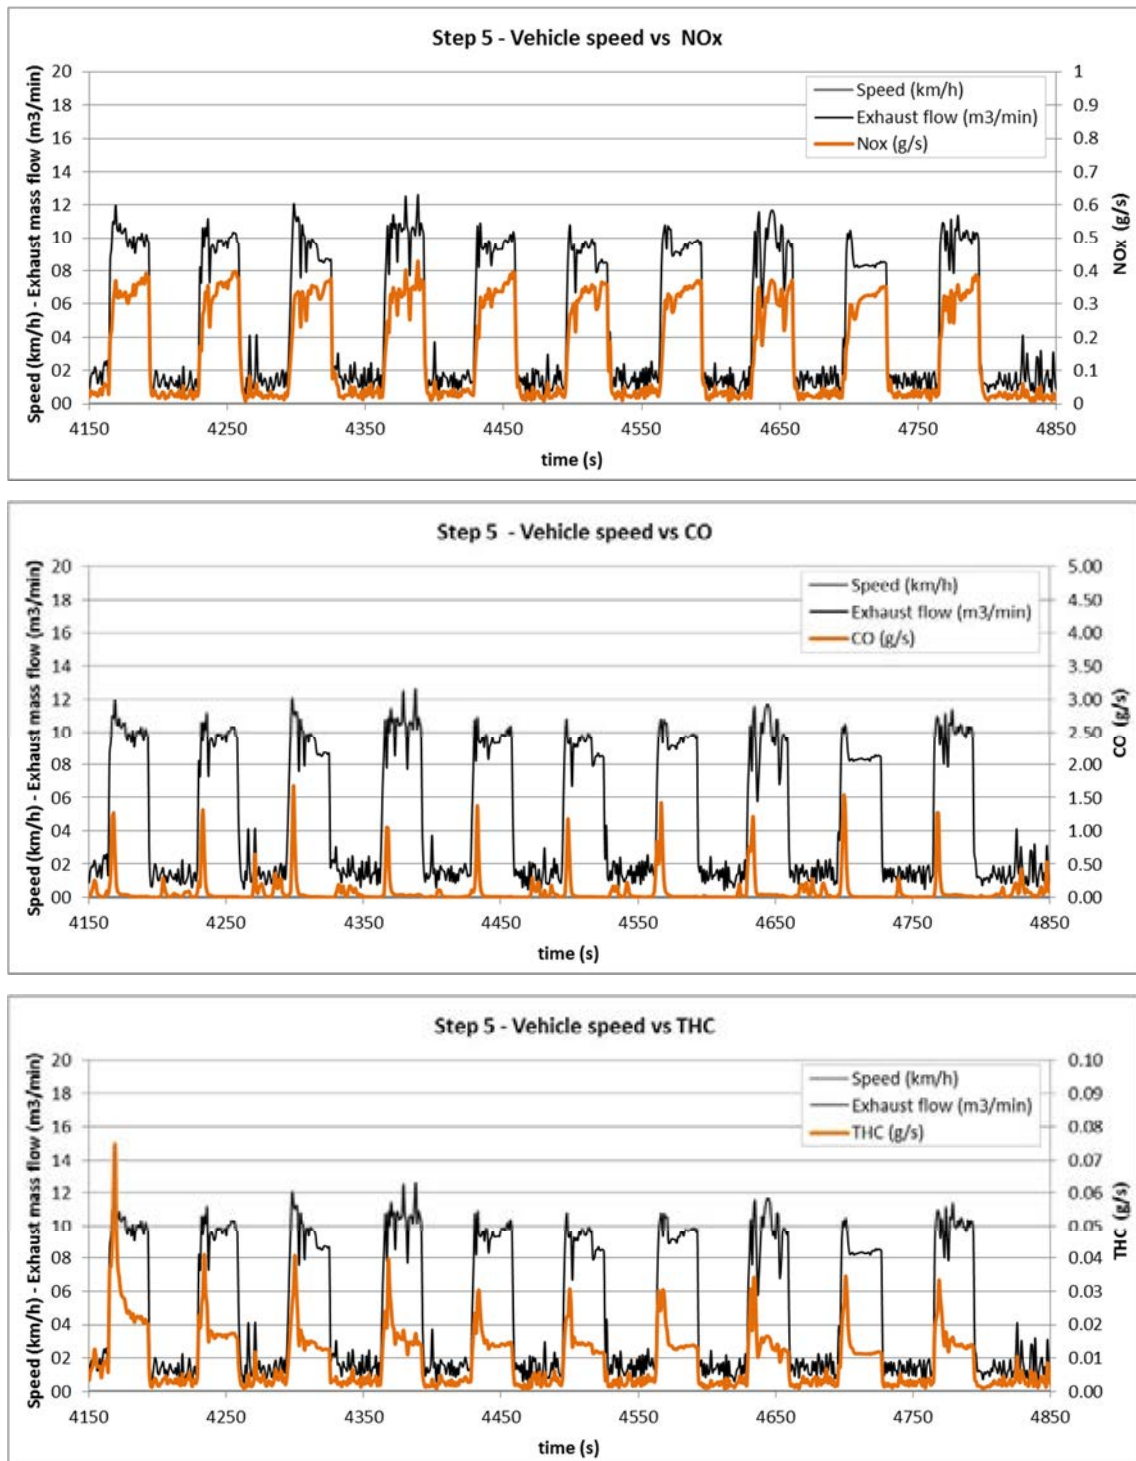 Step 5 - Vehicle speed vs  NOx
Speed (km/h) - Exhaust mass flow (m3/min)
20
18
16
14
12
10
08
06
04
02
00
Speed (km/h)
Exhaust flow (m3/min)
Nox (g/s)
1
0.9
0.8
0.7
0.6
0.5
0.4
0.3
0.2
0.1
0
NOx (g/s)
4150 4250 4350 4450 4550 4650 4750 4850
time (s)
Step 5  - Vehicle speed vs CO
Speed (km/h) - Exhaust mass flow (m3/min)
20
18
16
14
12
10
08
06
04
02
00
Speed (km/h)
Exhaust flow (m3/min)
CO (g/s)
5.00
4.50
4.00
3.50
3.00
2.50
2.00
1.50
1.00
0.50
0.00
CO (g/s)
4150 4250 4350 4450 4550 4650 4750 4850
time (s)
Step 5 - Vehicle speed vs THC
Speed (km/h) - Exhaust mass flow (m3/min)
20
18
16
14
12
10
08
06
04
02
00
Speed (km/h)
Exhaust flow (m3/min)
THC (g/s)
0.10
0.09
0.08
0.07
0.06
0.05
0.04
0.03
0.02
0.01
0.00
THC (g/s)
4150 4250 4350 4450 4550 4650 4750 4850
time (s)